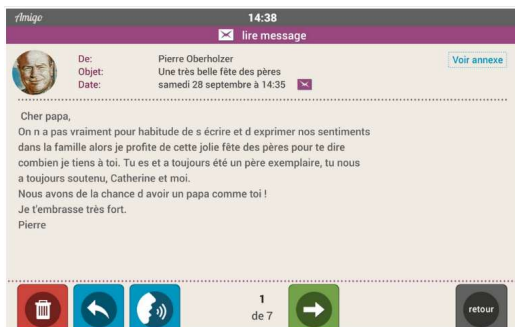 Amigo
14:38
lire message
De: Pierre Oberholzer
Objet: Une très belle fête des pères
Date: samedi 28 septembre à 14:35
Voir annexe
Cher papa,
On n a pas vraiment pour habitude de s écrire et d exprimer nos sentiments
dans la famille alors je profite de cette jolie fête des pères pour te dire
combien je tiens à toi. Tu es et a toujours été un père exemplaire, tu nous
a toujours soutenu, Catherine et moi.
Nous avons de la chance d avoir un papa comme toi !
Je t'embrasse très fort.
Pierre
1
de 7
retour